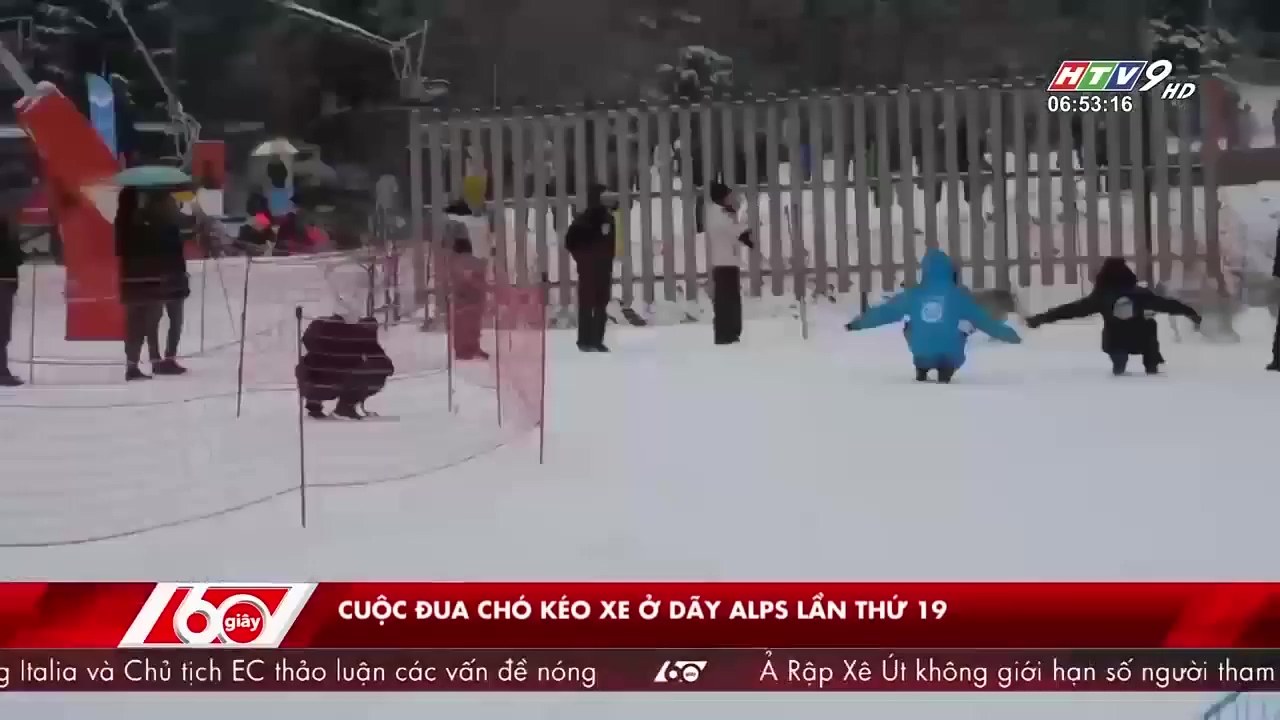 HTV9 HD
06:53:16
60 giây
CUỘC ĐUA CHÓ KÉO XE Ở DÃY ALPS LẦN THỨ 19
g Italia và Chủ tịch EC thảo luận các vấn đề nóng 60 Ả Rập Xê Út không giới hạn số người tham